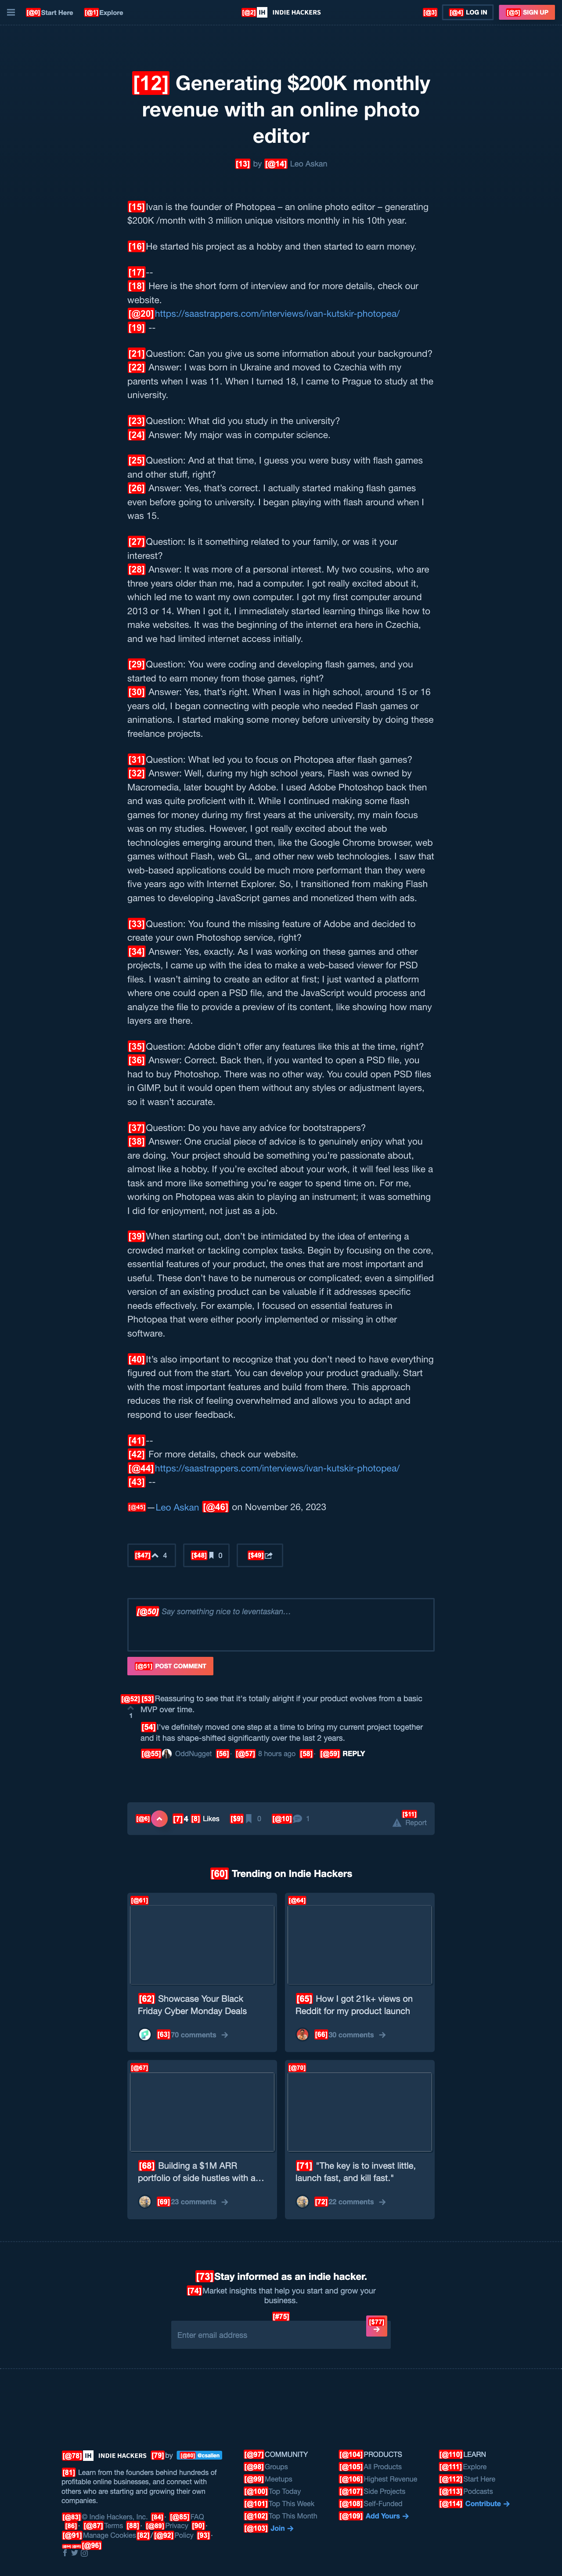 [@0] Start Here [@1] Explore [@2] IH INDIE HACKERS [@3] [@4] LOG IN [@5] SIGN UP
[12] Generating $200K monthly
revenue with an online photo
editor
[13] by [@14] Leo Askan
[15]Ivan is the founder of Photopea – an online photo editor – generating
$200K /month with 3 million unique visitors monthly in his 10th year.
[16]He started his project as a hobby and then started to earn money.
[17]--
[18] Here is the short form of interview and for more details, check our
website.
[@20]https://saastrappers.com/interviews/ivan-kutskir-photopea/
[19] --
[21]Question: Can you give us some information about your background?
[22] Answer: I was born in Ukraine and moved to Czechia with my
parents when I was 11. When I turned 18, I came to Prague to study at the
university.
[23]Question: What did you study in the university?
[24] Answer: My major was in computer science.
[25]Question: And at that time, I guess you were busy with flash games
and other stuff, right?
[26] Answer: Yes, that's correct. I actually started making flash games
even before going to university. I began playing with flash around when I
was 15.
[27]Question: Is it something related to your family, or was it your
interest?
[28] Answer: It was more of a personal interest. My two cousins, who are
three years older than me, had a computer. I got really excited about it,
which led me to want my own computer. I got my first computer around
2013 or 14. When I got it, I immediately started learning things like how to
make websites. It was the beginning of the internet era here in Czechia,
and we had limited internet access initially.
[29]Question: You were coding and developing flash games, and you
started to earn money from those games, right?
[30] Answer: Yes, that's right. When I was in high school, around 15 or 16
years old, I began connecting with people who needed Flash games or
animations. I started making some money before university by doing these
freelance projects.
[31]Question: What led you to focus on Photopea after flash games?
[32] Answer: Well, during my high school years, Flash was owned by
Macromedia, later bought by Adobe. I used Adobe Photoshop back then
and was quite proficient with it. While I continued making some flash
games for money during my first years at the university, my main focus
was on my studies. However, I got really excited about the web
technologies emerging around then, like the Google Chrome browser, web
games without Flash, web GL, and other new web technologies. I saw that
web-based applications could be much more performant than they were
five years ago with Internet Explorer. So, I transitioned from making Flash
games to developing JavaScript games and monetized them with ads.
[33]Question: You found the missing feature of Adobe and decided to
create your own Photoshop service, right?
[34] Answer: Yes, exactly. As I was working on these games and other
projects, I came up with the idea to make a web-based viewer for PSD
files. I wasn't aiming to create an editor at first; I just wanted a platform
where one could open a PSD file, and the JavaScript would process and
analyze the file to provide a preview of its content, like showing how many
layers are there.
[35]Question: Adobe didn't offer any features like this at the time, right?
[36] Answer: Correct. Back then, if you wanted to open a PSD file, you
had to buy Photoshop. There was no other way. You could open PSD files
in GIMP, but it would open them without any styles or adjustment layers,
so it wasn't accurate.
[37]Question: Do you have any advice for bootstrappers?
[38] Answer: One crucial piece of advice is to genuinely enjoy what you
are doing. Your project should be something you're passionate about,
almost like a hobby. If you're excited about your work, it will feel less like a
task and more like something you're eager to spend time on. For me,
working on Photopea was akin to playing an instrument; it was something
I did for enjoyment, not just as a job.
[39]When starting out, don't be intimidated by the idea of entering a
crowded market or tackling complex tasks. Begin by focusing on the core,
essential features of your product, the ones that are most important and
useful. These don't have to be numerous or complicated; even a simplified
version of an existing product can be valuable if it addresses specific
needs effectively. For example, I focused on essential features in
Photopea that were either poorly implemented or missing in other
software.
[40]It's also important to recognize that you don't need to have everything
figured out from the start. You can develop your product gradually. Start
with the most important features and build from there. This approach
reduces the risk of feeling overwhelmed and allows you to adapt and
respond to user feedback.
[41]--
[42] For more details, check our website.
[@44]https://saastrappers.com/interviews/ivan-kutskir-photopea/
[43] --
[@45] —Leo Askan [@46] on November 26, 2023
[$47] 4 [$48] 0 [$49]
[@50] Say something nice to leventaskan…
[@51] POST COMMENT
[@52] [53]Reassuring to see that it's totally alright if your product evolves from a basic
MVP over time.
1
[54]I've definitely moved one step at a time to bring my current project together
and it has shape-shifted significantly over the last 2 years.
[@55] OddNugget [56]· [@57] 8 hours ago [58]· [@59] REPLY
[@6] [7]4 [8] Likes [$9] 0 [@10] 1 [$11] Report
[60] Trending on Indie Hackers
[@61] [@64]
[62] Showcase Your Black
Friday Cyber Monday Deals
[63]70 comments
[65] How I got 21k+ views on
Reddit for my product launch
[66]30 comments
[@67] [@70]
[68] Building a $1M ARR
portfolio of side hustles with a…
[69]23 comments
[71] "The key is to invest little,
launch fast, and kill fast."
[72]22 comments
[73]Stay informed as an indie hacker.
[74]Market insights that help you start and grow your
business.
[#75]
Enter email address [$77]
[@78] IH INDIE HACKERS [79]by [@80] @csallen
[81] Learn from the founders behind hundreds of
profitable online businesses, and connect with
others who are starting and growing their own
companies.
[@83]© Indie Hackers, Inc. [84]· [@85]FAQ
[86]· [@87]Terms [88]· [@89]Privacy [90]·
[@91]Manage Cookies[82]/[@92]Policy [93]·
[@96]
[@97]COMMUNITY
[@98]Groups
[@99]Meetups
[@100]Top Today
[@101]Top This Week
[@102]Top This Month
[@103] Join
[@104]PRODUCTS
[@105]All Products
[@106]Highest Revenue
[@107]Side Projects
[@108]Self-Funded
[@109] Add Yours
[@110]LEARN
[@111]Explore
[@112]Start Here
[@113]Podcasts
[@114] Contribute